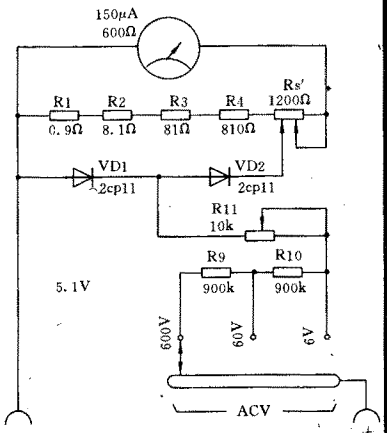 150μA
600Ω
R1 R2 R3 R4 Rs′
0.9Ω 8.1Ω 81Ω 810Ω 1200Ω
VD1 VD2
2cp11 2cp11
R11
10k
R9 R10
900k 900k
5.1V
600V 60V 6V
ACV
+